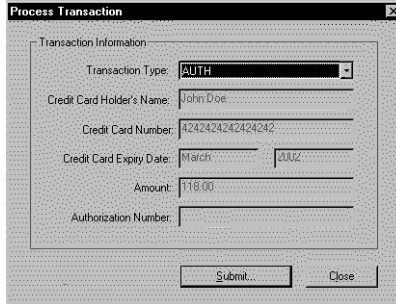 Process Transaction
Transaction Information
Transaction Type: AUTH
Credit Card Holder's Name: John Doe
Credit Card Number: 4242424242424242
Credit Card Expiry Date: March 2002
Amount: 118.00
Authorization Number:
Submit... Close